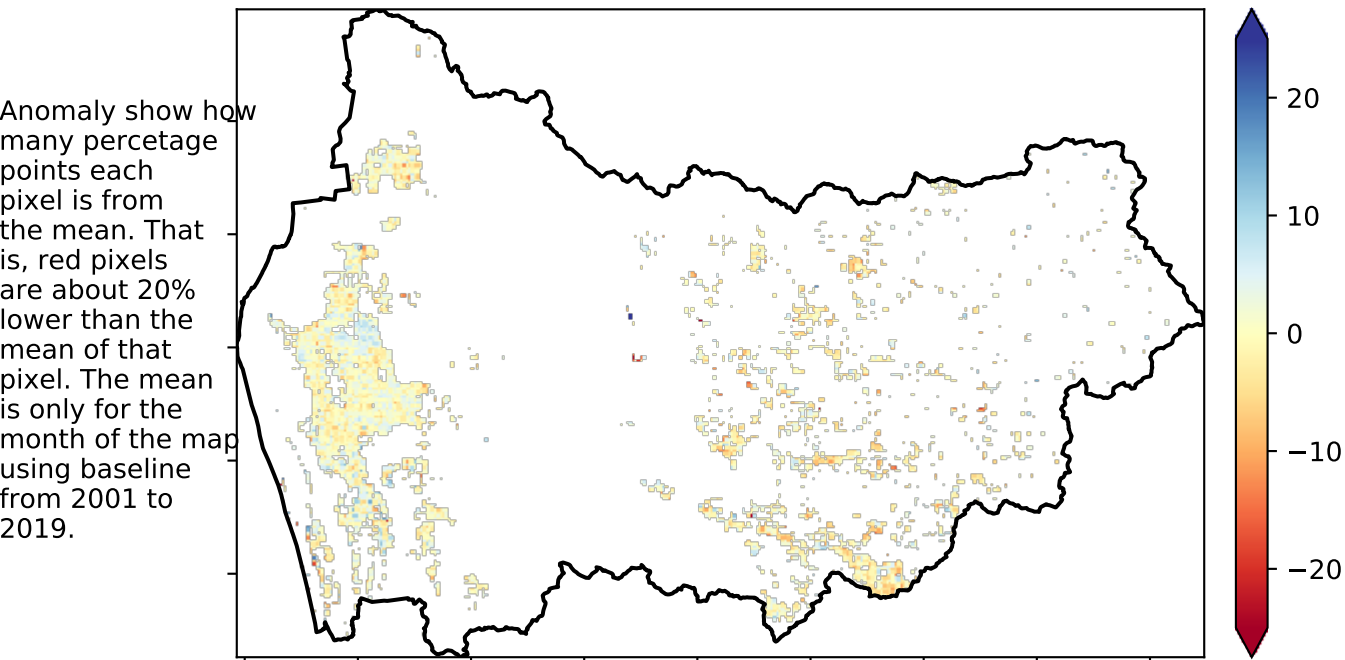 Anomaly show how
many percetage
points each
pixel is from
the mean. That
is, red pixels
are about 20%
lower than the
mean of that
pixel. The mean
is only for the
month of the map
using baseline
from 2001 to
2019.
20
10
0
−10
−20